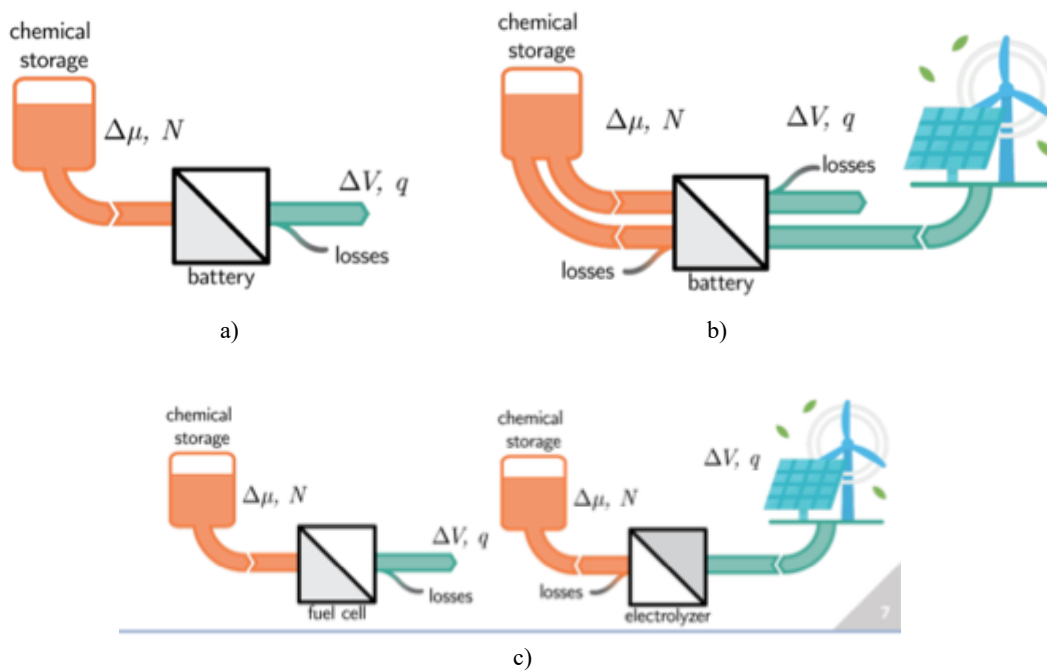 chemical
storage
Δμ, N
ΔV, q
losses
battery
a)
chemical
storage
Δμ, N
ΔV, q
losses
losses
battery
b)
chemical
storage
Δμ, N
ΔV, q
losses
fuel cell
chemical
storage
Δμ, N
ΔV, q
losses
electrolyzer
7
c)